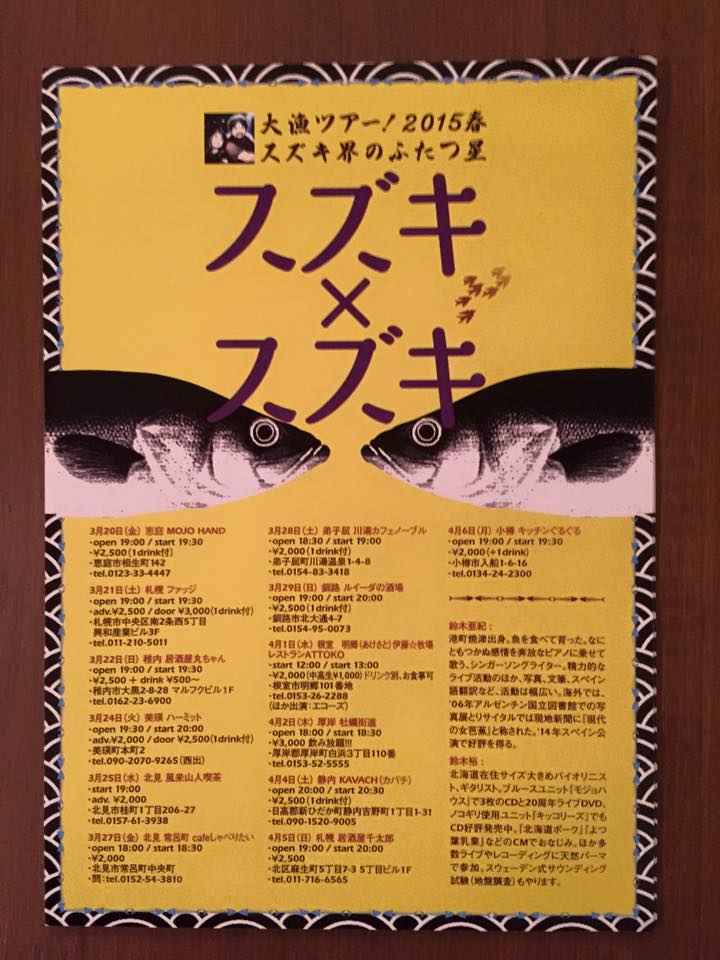 大漁ツアー!2015春
スズキ界のふたつ星
スズキ
×
スズキ
3月20日(金) 恵庭 MOJO HAND
・open 19:00 / start 19:30
・¥2,500(1drink付)
・恵庭市相生町142
・tel.0123-33-4447
3月21日(土) 札幌 ファッジ
・open 19:00 / start 19:30
・adv.¥2,500 / door ¥3,000(1drink付)
・札幌市中央区南2条西5丁目
興和産業ビル3F
・tel.011-210-5011
3月22日(日) 稚内 居酒屋丸ちゃん
・open 19:00 / start 19:30
・¥2,500 + drink ¥500〜
・稚内市大黒2-8-28 マルフクビル1F
・tel.0162-23-6900
3月24日(火) 美瑛 ハーミット
・open 19:30 / start 20:00
・adv.¥2,000 / door ¥2,500(1drink付)
・美瑛町本町2
・tel.090-2070-9265(西出)
3月25日(水) 北見 風来山人喫茶
・start 19:00
・adv. ¥2,000
・北見市桂町1丁目206-27
・tel.0157-61-3938
3月27日(金) 北見 常呂町 cafeしゃべりたい
・open 18:00 / start 18:30
・¥2,000
・北見市常呂町中央町
・問:tel.0152-54-3810
3月28日(土) 弟子屈 川湯カフェノーブル
・open 18:30 / start 19:00
・¥2,000(1drink付)
・弟子屈町川湯温泉1-4-8
・tel.0154-83-3418
3月29日(日) 釧路 ルイーダの酒場
・open 19:00 / start 20:00
・¥2,500(1drink付)
・釧路市北大通4-7
・tel.0154-95-0073
4月1日(水) 根室 明郷(あけさと)伊藤☆牧場
レストランATTOKO
・start 12:00 / start 13:00
・¥2,000(中高生¥1,000)ドリンク別、お食事可
・根室市明郷101番地
・tel.0153-26-2288
(ほか出演:エコーズ)
4月2日(木) 厚岸 牡蠣街道
・open 18:00 / start 18:30
・¥3,000 飲み放題!!!
・厚岸郡厚岸町白浜3丁目110番
・tel.0153-52-5555
4月4日(土) 静内 KAVACH(カバチ)
・open 20:00 / start 20:30
・¥2,500(1drink付)
・日高郡新ひだか町静内吉野町1丁目1-31
・tel.090-1520-9005
4月5日(日) 札幌 居酒屋千太郎
・open 19:00 / start 20:00
・¥2,500
・北区麻生町5丁目7-3 5丁目ビル1F
・tel.011-716-6565
4月6日(月) 小樽 キッチンぐるぐる
・open 19:00 / start 19:30
・¥2,000(+1drink)
・小樽市入船1-6-16
・tel.0134-24-2300
鈴木亜紀:
港町焼津出身。魚を食べて育った。なに
ともつかぬ感情を奔放なピアノに乗せて
歌う、シンガーソングライター。精力的な
ライブ活動のほか、写真、文筆、スペイン
語翻訳など、活動は幅広い。海外では、
'06年アルゼンチン国立図書館での写
真展とリサイタルでは現地新聞に『現代
の女芭蕉』と称された。'14年スペイン公
演で好評を得る。
鈴木裕:
北海道在住サイズ大きめバイオリニス
ト、ギタリスト。ブルースユニット『モジョハ
ウス』で3枚のCDと20周年ライブDVD、
ノコギリ使用ユニット『キッコリーズ』でも
CD好評発売中。『北海道ポーク』『よつ
葉乳業』などのCMでおなじみ。ほか多
数ライブやレコーディングに天然パーマ
で参加。スウェーデン式サウンディング
試験(地盤調査)もやります。